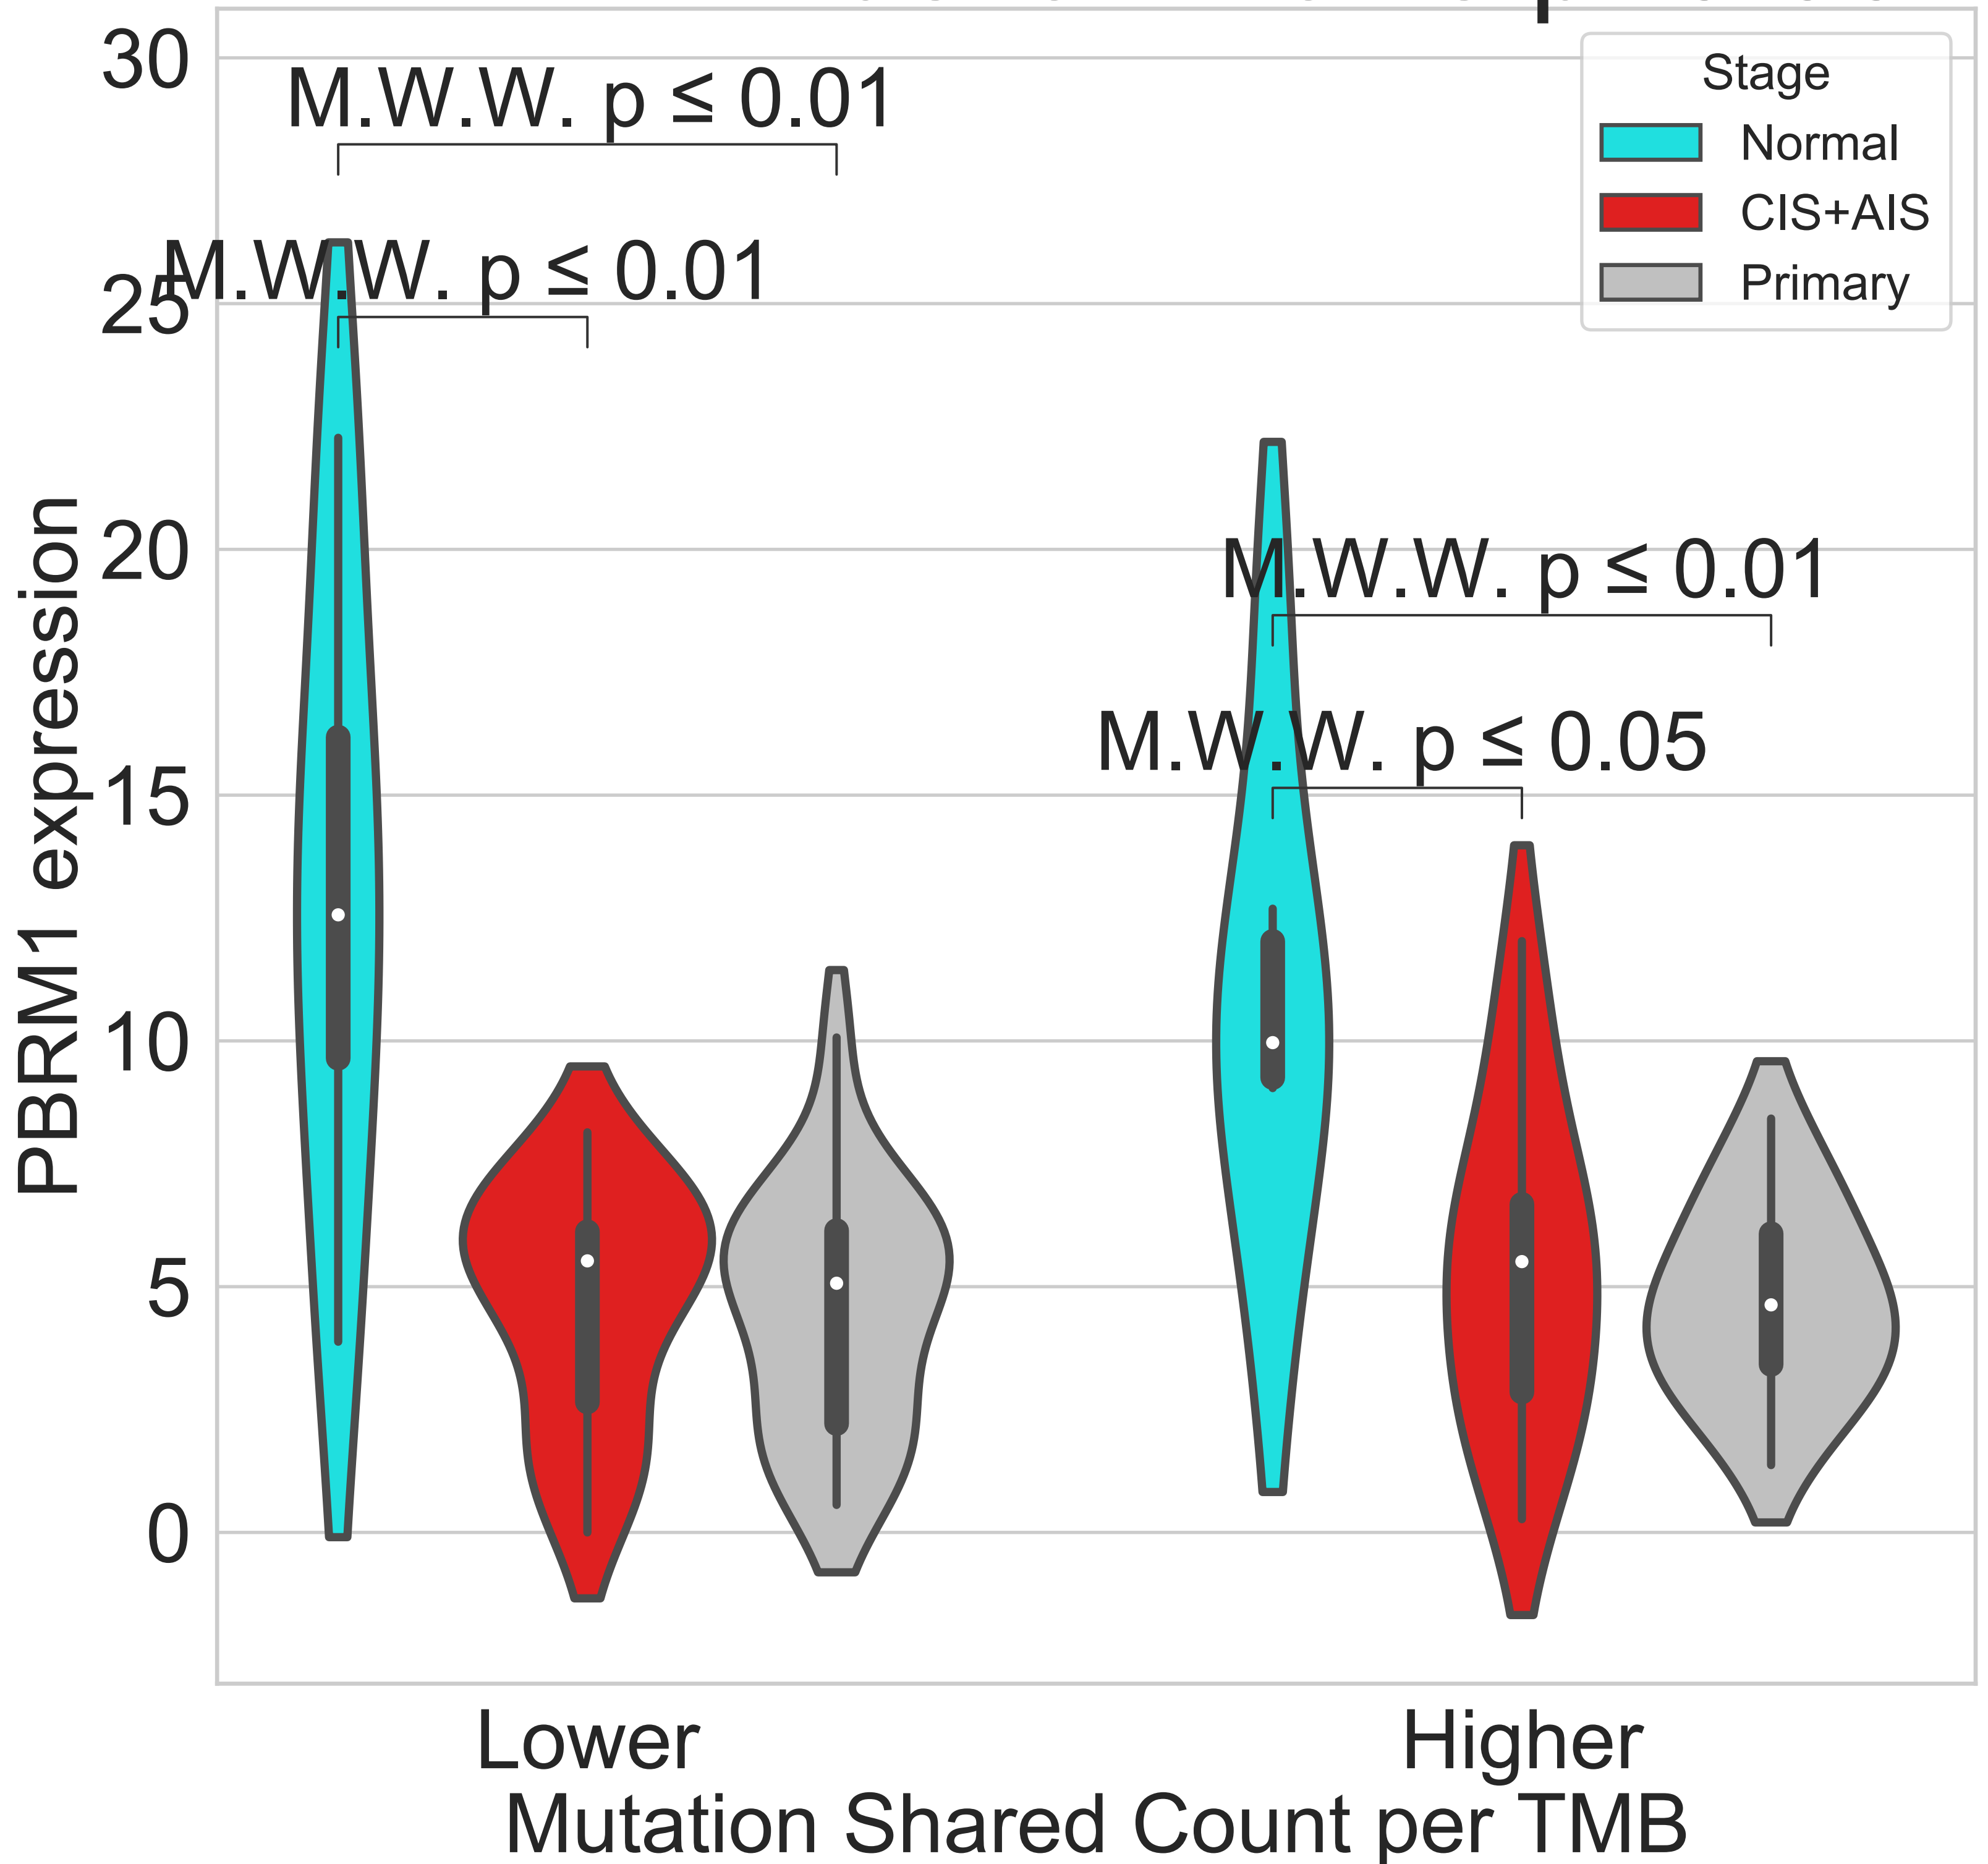 30
M.W.W. p ≤ 0.01
Stage
Normal
CIS+AIS
Primary
M.W.W. p ≤ 0.01
25
20
M.W.W. p ≤ 0.01
M.W.W. p ≤ 0.05
15
10
5
0
PBRM1 expression
Lower
Higher
Mutation Shared Count per TMB